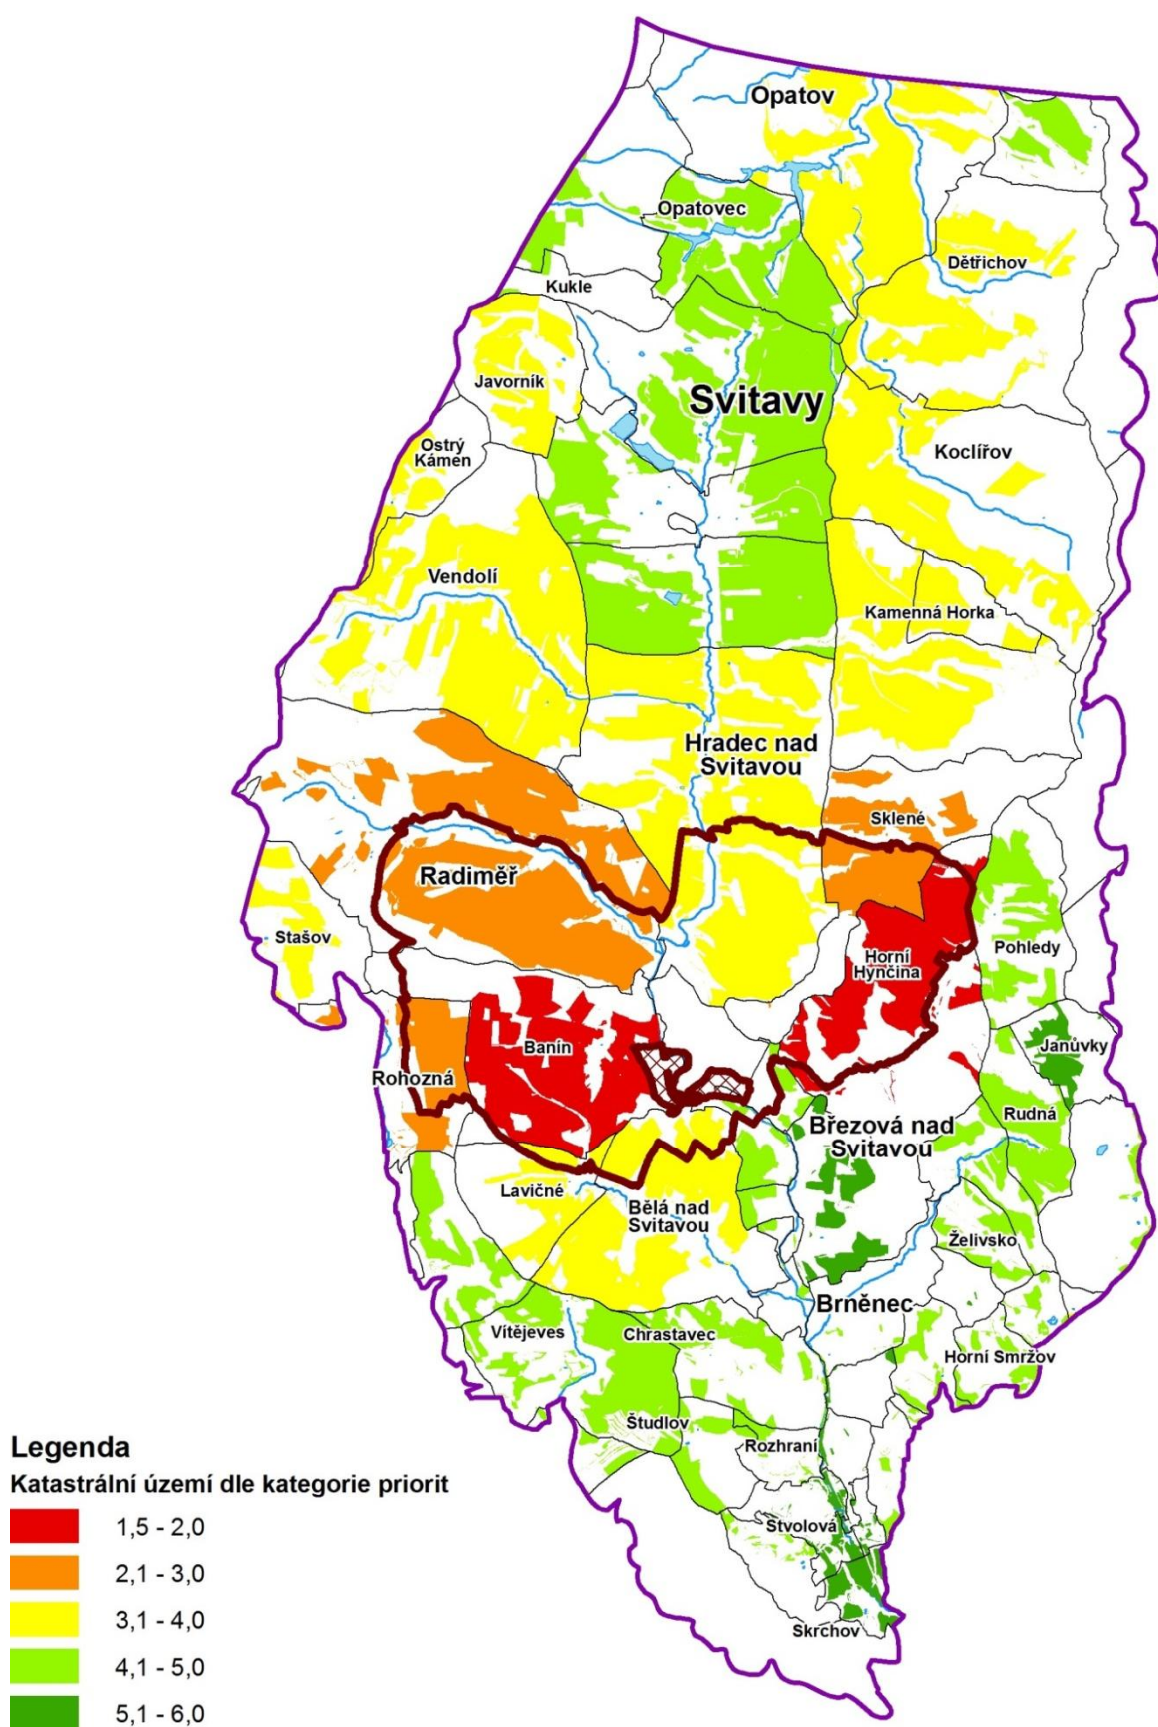 Opatov
Opatovec
Dětřichov
Kukle
Javorník
Svitavy
Ostrý
Kámen
Koclířov
Vendolí
Kamenná Horka
Hradec nad
Svitavou
Sklené
Radiměř
Stašov
Horní
Hynčina
Pohledy
Banín
Janůvky
Rohozná
Rudná
Březová nad
Svitavou
Lavičné
Bělá nad
Svitavou
Želivsko
Brněnec
Vítějeves
Chrastavec
Horní Smržov
Študlov
Rozhraní
Stvolová
Skrchov
Legenda
Katastrální území dle kategorie priorit
1,5 - 2,0
2,1 - 3,0
3,1 - 4,0
4,1 - 5,0
5,1 - 6,0